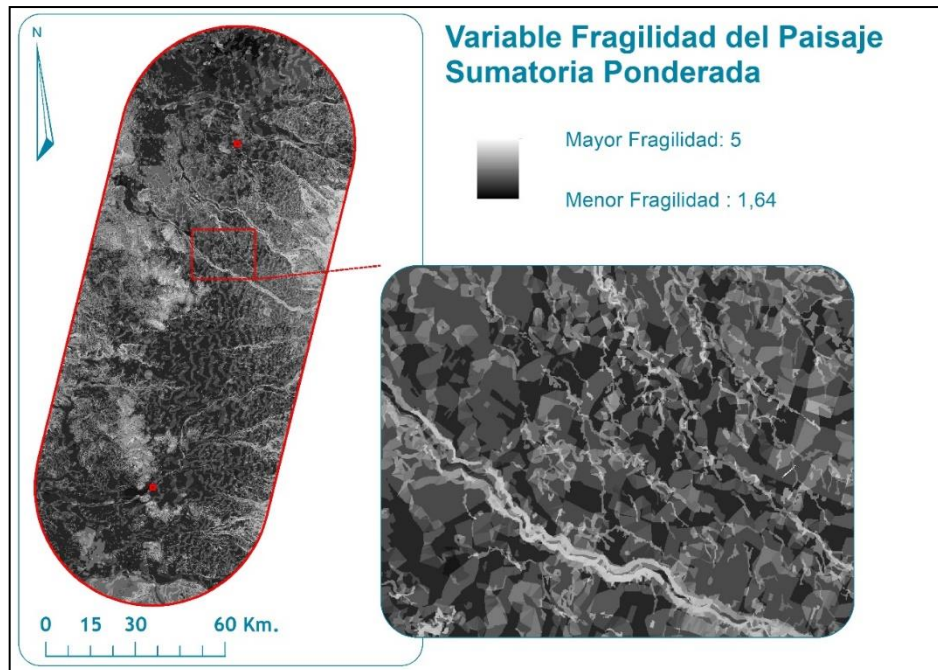 Variable Fragilidad del Paisaje
Sumatoria Ponderada
N
Mayor Fragilidad: 5
Menor Fragilidad : 1,64
0 15 30 60 Km.